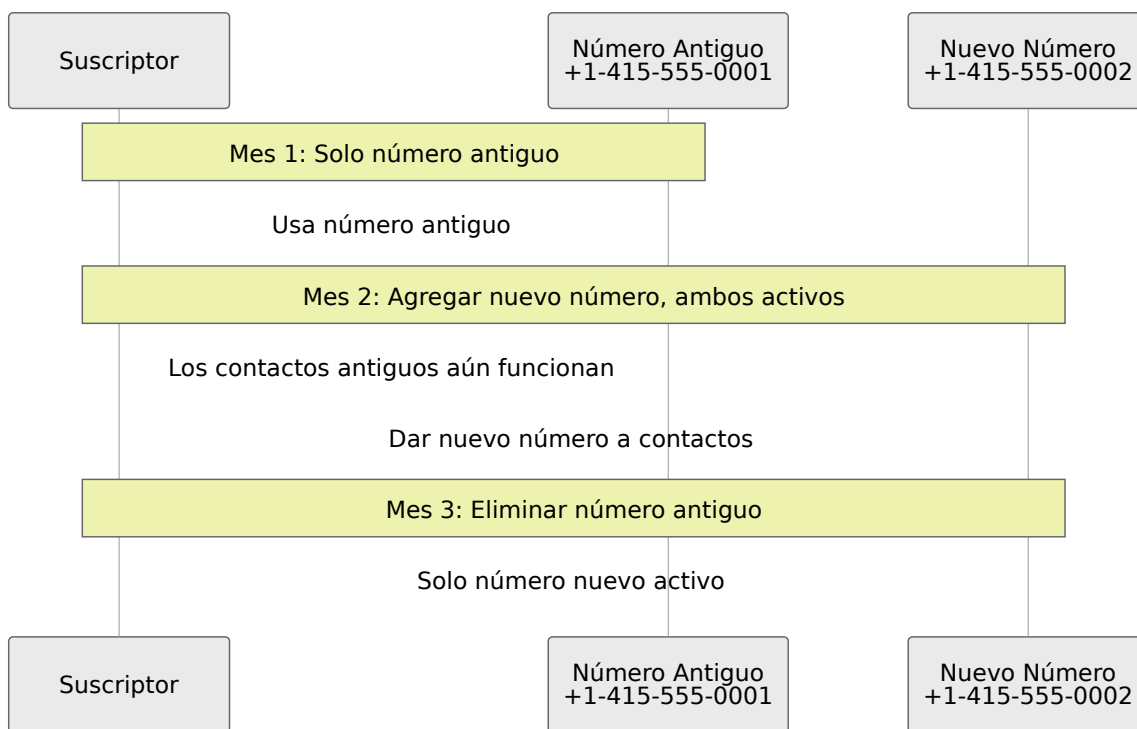 Suscriptor
Número Antiguo
+1-415-555-0001
Nuevo Número
+1-415-555-0002
Mes 1: Solo número antiguo
Usa número antiguo
Mes 2: Agregar nuevo número, ambos activos
Los contactos antiguos aún funcionan
Dar nuevo número a contactos
Mes 3: Eliminar número antiguo
Solo número nuevo activo
Suscriptor
Número Antiguo
+1-415-555-0001
Nuevo Número
+1-415-555-0002